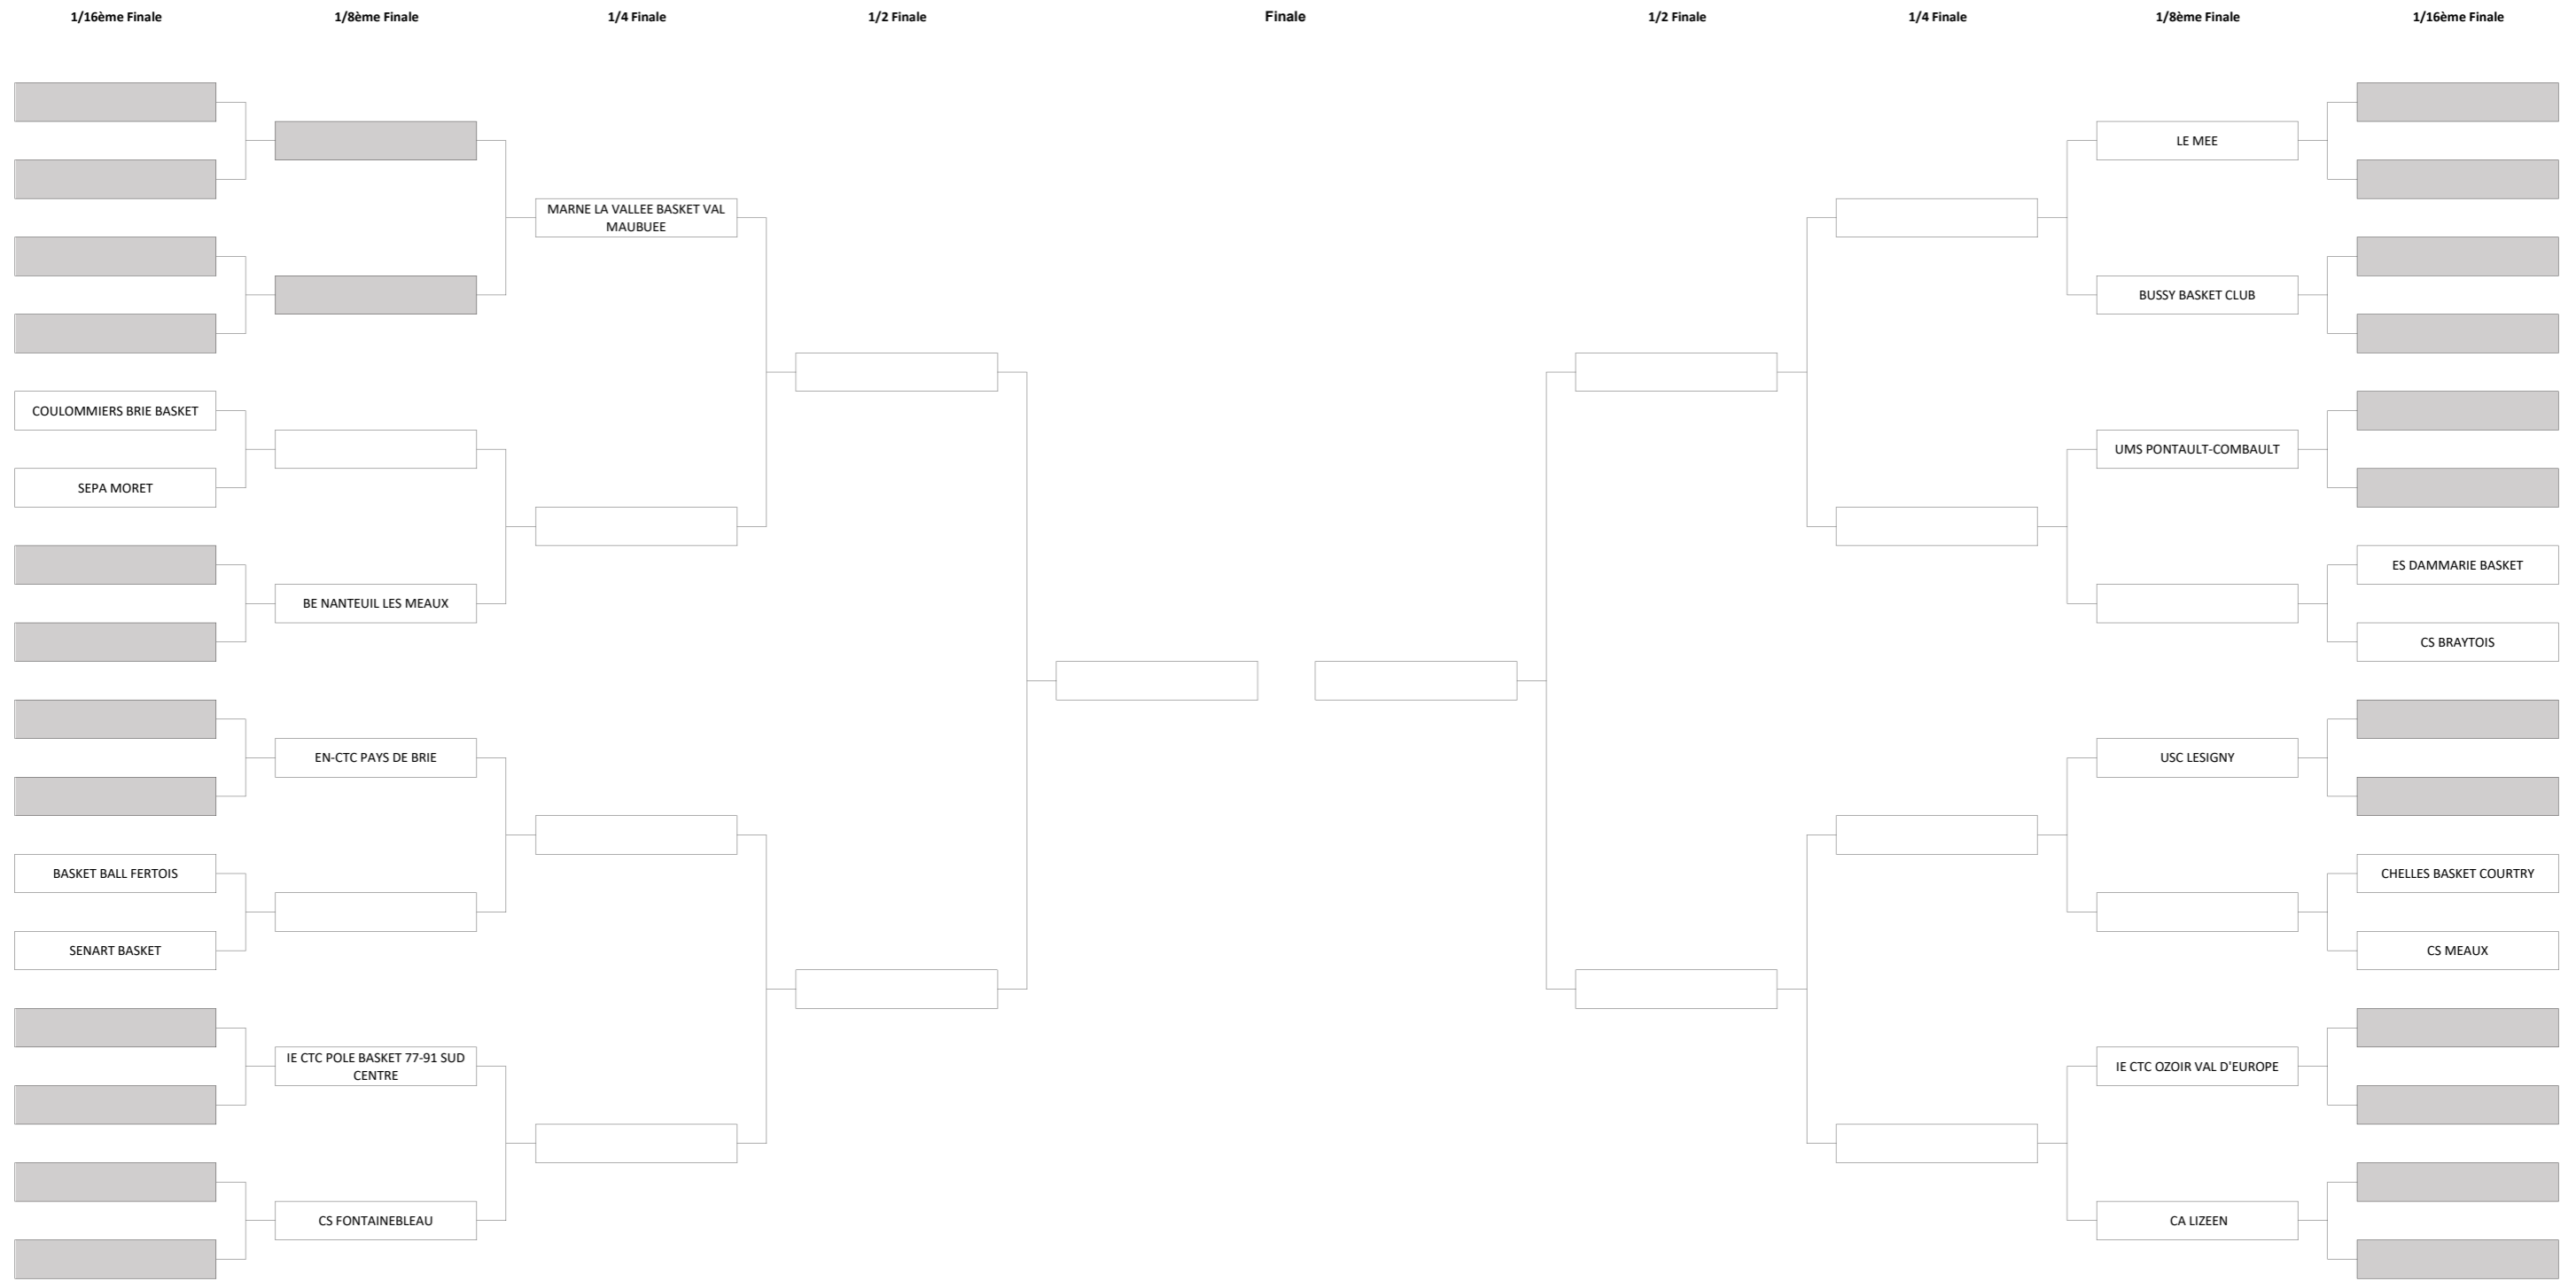 1/16ème Finale
1/8ème Finale
1/4 Finale
1/2 Finale
Finale
1/2 Finale
1/4 Finale
1/8ème Finale
1/16ème Finale
LE MEE
MARNE LA VALLEE BASKET VAL
MAUBUEE
BUSSY BASKET CLUB
COULOMMIERS BRIE BASKET
UMS PONTAULT-COMBAULT
SEPA MORET
ES DAMMARIE BASKET
BE NANTEUIL LES MEAUX
CS BRAYTOIS
EN-CTC PAYS DE BRIE
USC LESIGNY
BASKET BALL FERTOIS
CHELLES BASKET COURTRY
SENART BASKET
CS MEAUX
IE CTC POLE BASKET 77-91 SUD
CENTRE
IE CTC OZOIR VAL D'EUROPE
CS FONTAINEBLEAU
CA LIZEEN